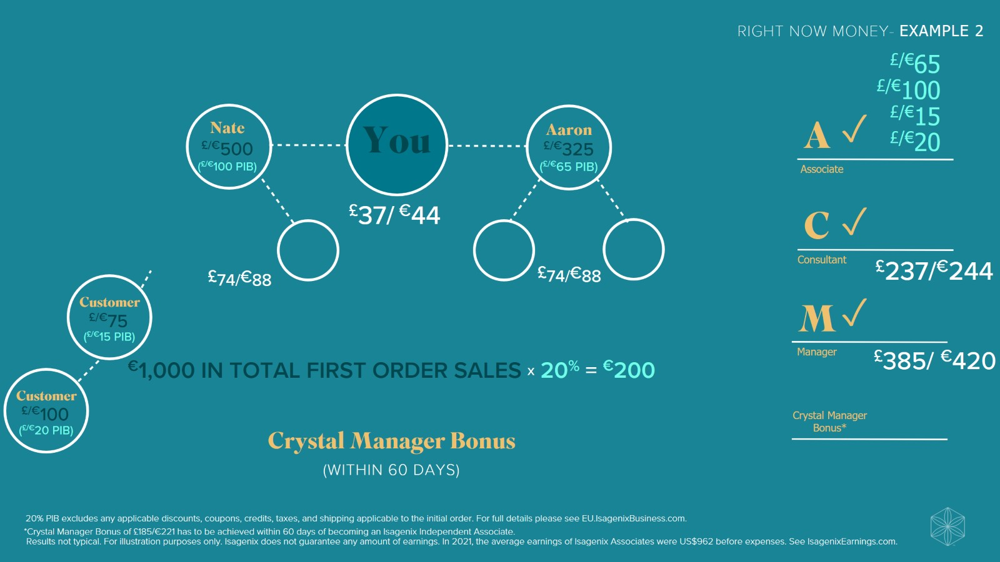 RIGHT NOW MONEY- EXAMPLE 2
£/€65
£/€100
£/€15
£/€20
A ✓
Associate
C ✓
Consultant
£237/€244
M ✓
Manager
£385/ €420
Crystal Manager
Bonus*
Nate
£/€500
(£/€100 PIB)
You
£37/ €44
Aaron
£/€325
(£/€65 PIB)
£74/€88
£74/€88
Customer
£/€75
(£/€15 PIB)
Customer
£/€100
(£/€20 PIB)
€1,000 IN TOTAL FIRST ORDER SALES x 20% = €200
Crystal Manager Bonus
(WITHIN 60 DAYS)
20% PIB excludes any applicable discounts, coupons, credits, taxes, and shipping applicable to the initial order. For full details please see EU.IsagenixBusiness.com.
*Crystal Manager Bonus of £185/€221 has to be achieved within 60 days of becoming an Isagenix Independent Associate.
Results not typical. For illustration purposes only. Isagenix does not guarantee any amount of earnings. In 2021, the average earnings of Isagenix Associates were US$962 before expenses. See IsagenixEarnings.com.